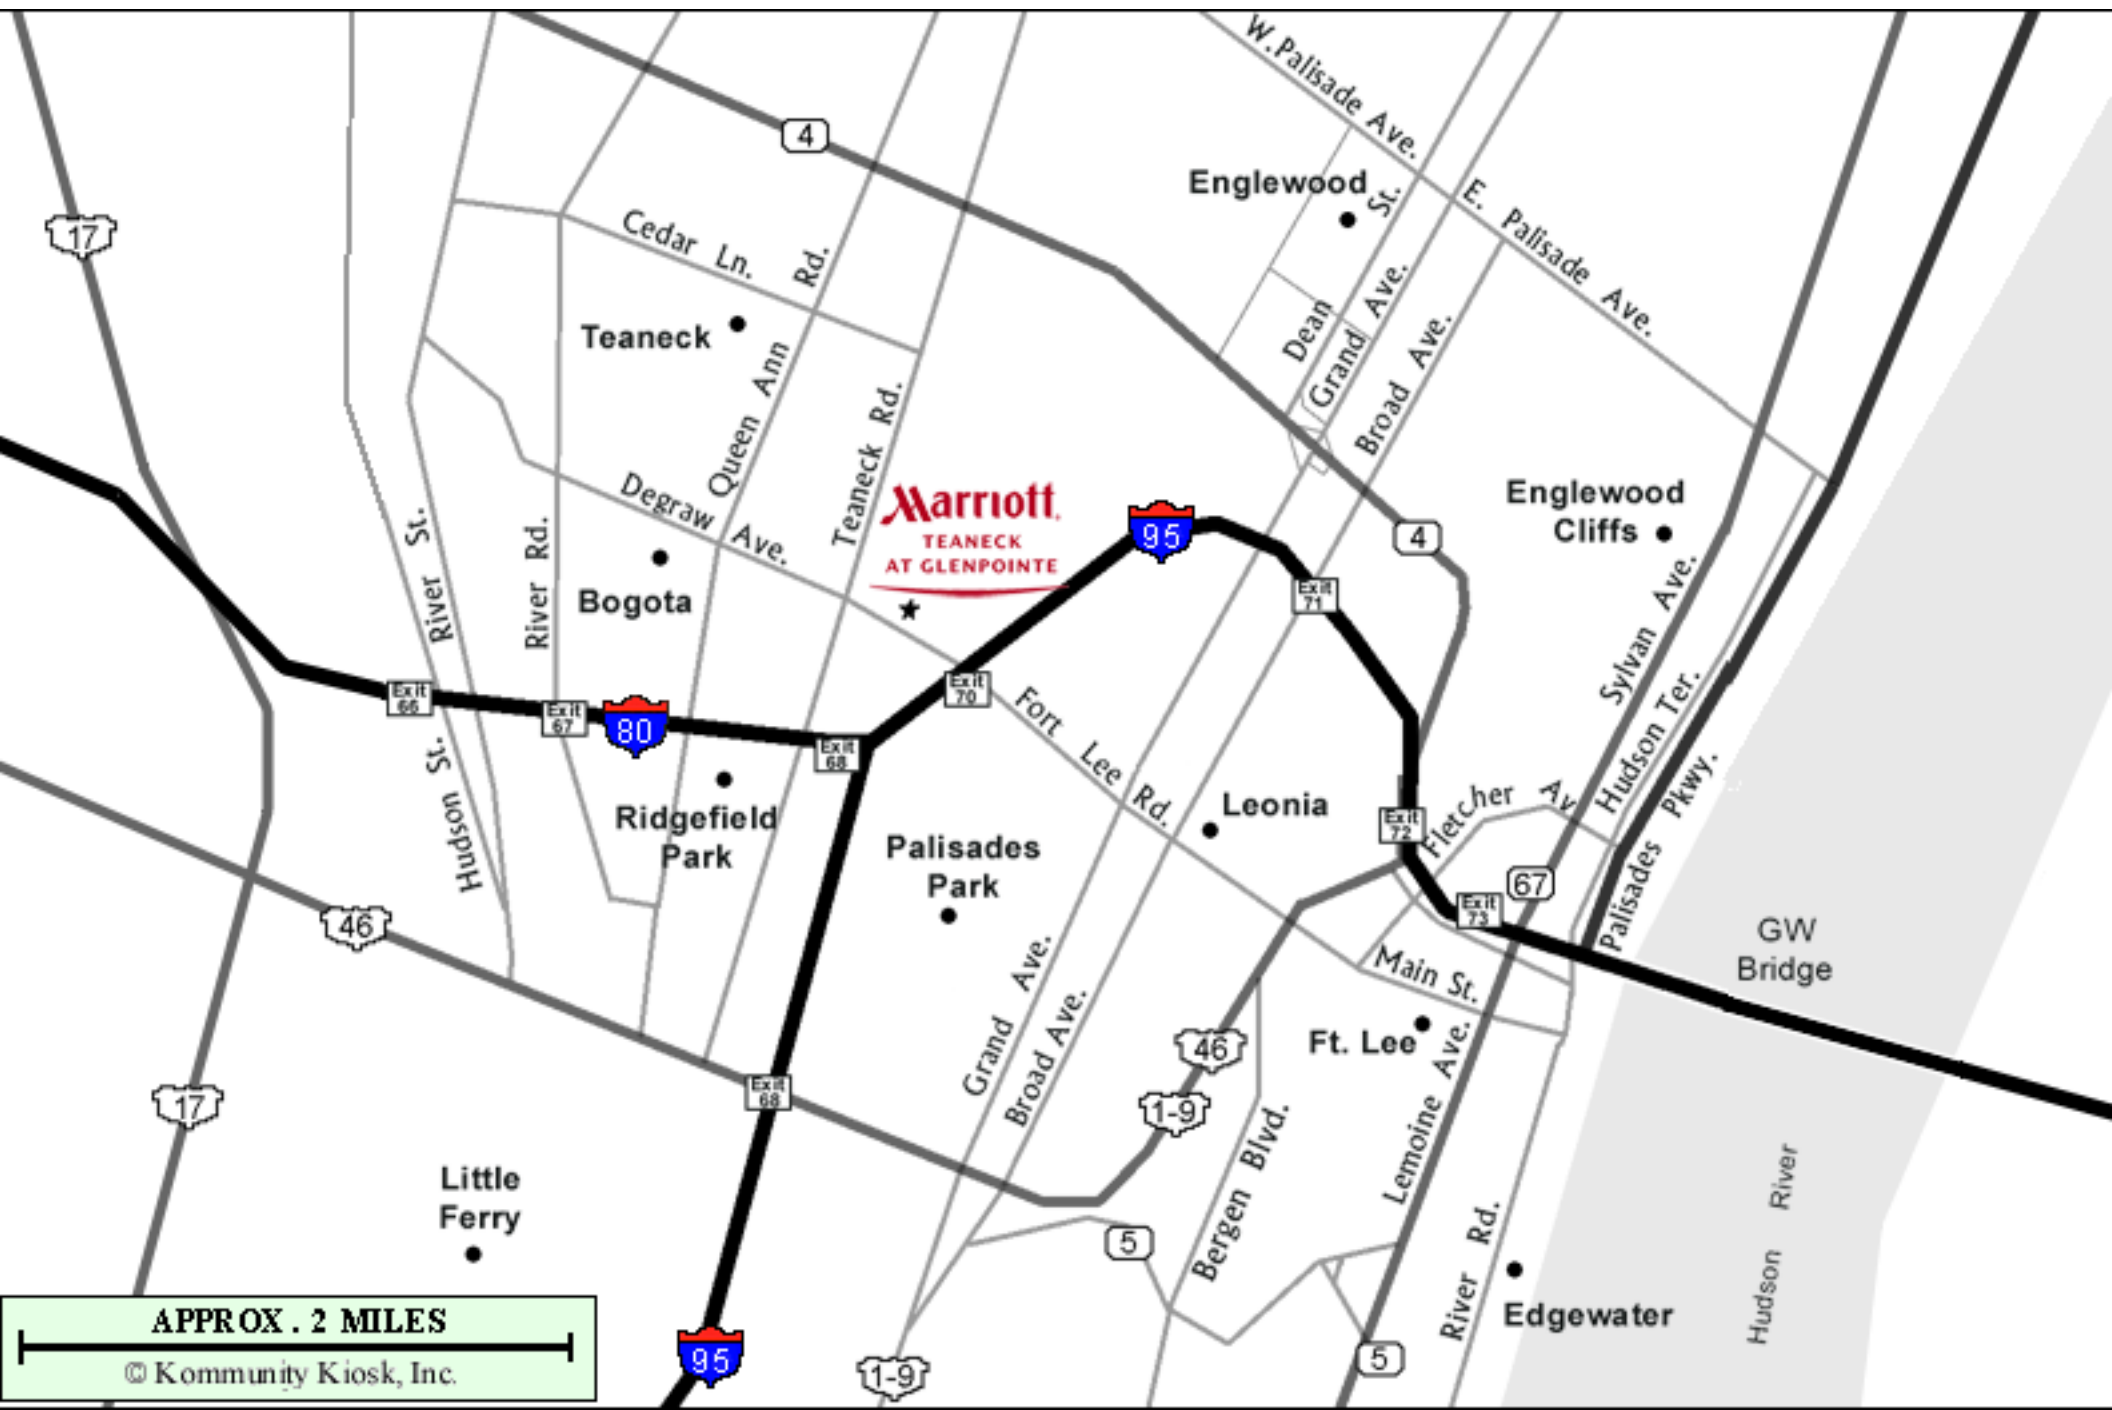 W. Palisade Ave.
4
Englewood
St.
E. Palisade Ave.
17
Cedar Ln.
Rd.
Teaneck
Dean
Grand Ave.
Broad Ave.
Queen Ann
Teaneck Rd.
Degraw Ave.
Marriott
TEANECK
AT GLENPOINTE
95
4
Englewood
Cliffs
River St.
River Rd.
Bogota
Exit
71
Sylvan Ave.
Hudson Ter.
Exit
66
Exit
67
80
Exit
68
Exit
70
Fort Lee Rd.
Hudson St.
Ridgefield
Park
Palisades
Park
Leonia
Exit
72
Fletcher Av
Palisades Pkwy.
67
Exit
73
46
GW
Bridge
Grand Ave.
Broad Ave.
Main St.
Ft. Lee
46
1-9
17
Exit
68
Lemoine Ave.
Bergen Blvd.
Hudson River
Little
Ferry
5
River Rd.
Edgewater
APPROX. 2 MILES
© Kommunity Kiosk, Inc.
95
1-9
5